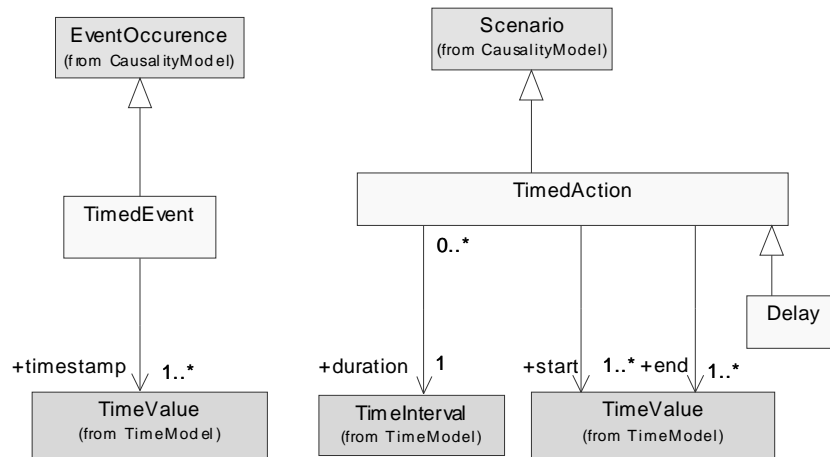 EventOccurence
(from CausalityModel)
Scenario
(from CausalityModel)
TimedEvent
TimedAction
0..*
Delay
+timestamp
1..*
+duration
1
+start
1..*
+end
1..*
TimeValue
(from TimeModel)
TimeInterval
(from TimeModel)
TimeValue
(from TimeModel)